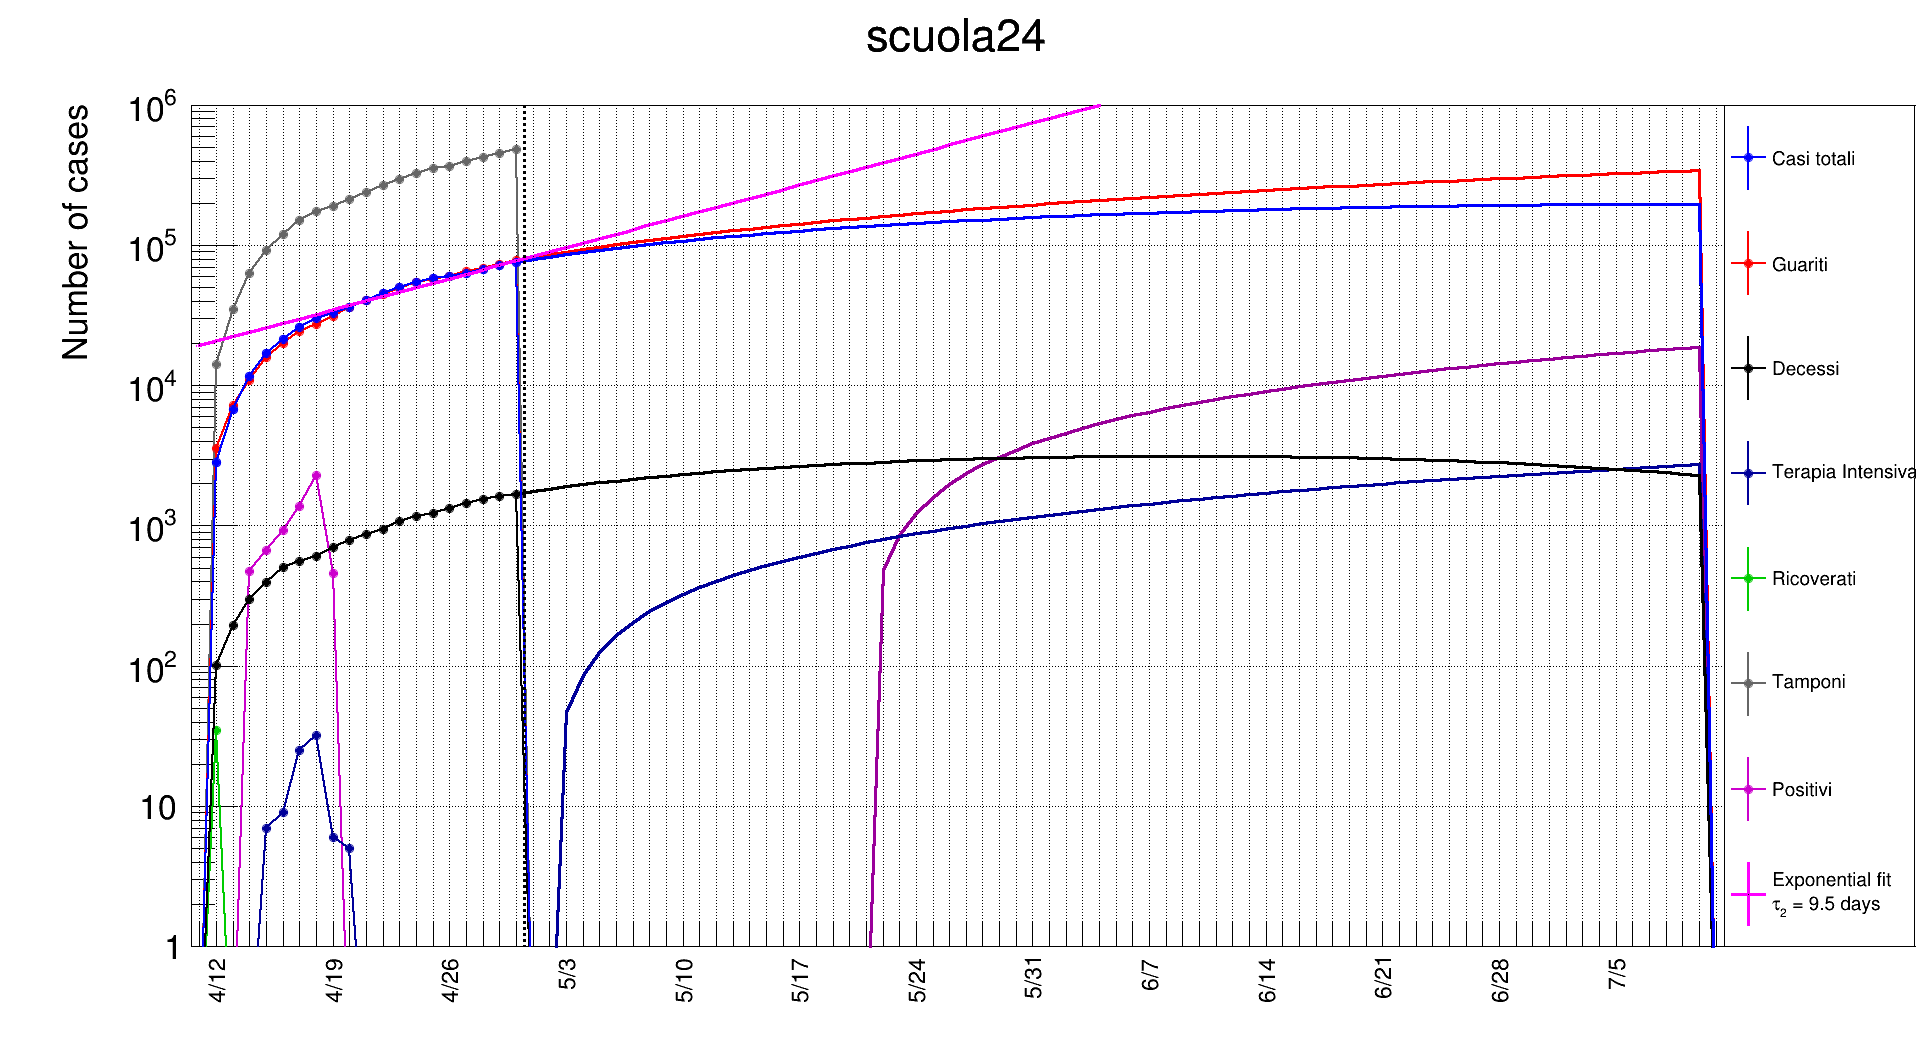 scuola24
Number of cases
10^6
10^5
10^4
10^3
10^2
10
1
4/12
4/19
4/26
5/3
5/10
5/17
5/24
5/31
6/7
6/14
6/21
6/28
7/5
Casi totali
Guariti
Decessi
Terapia Intensiva
Ricoverati
Tamponi
Positivi
Exponential fit
τ₂ = 9.5 days